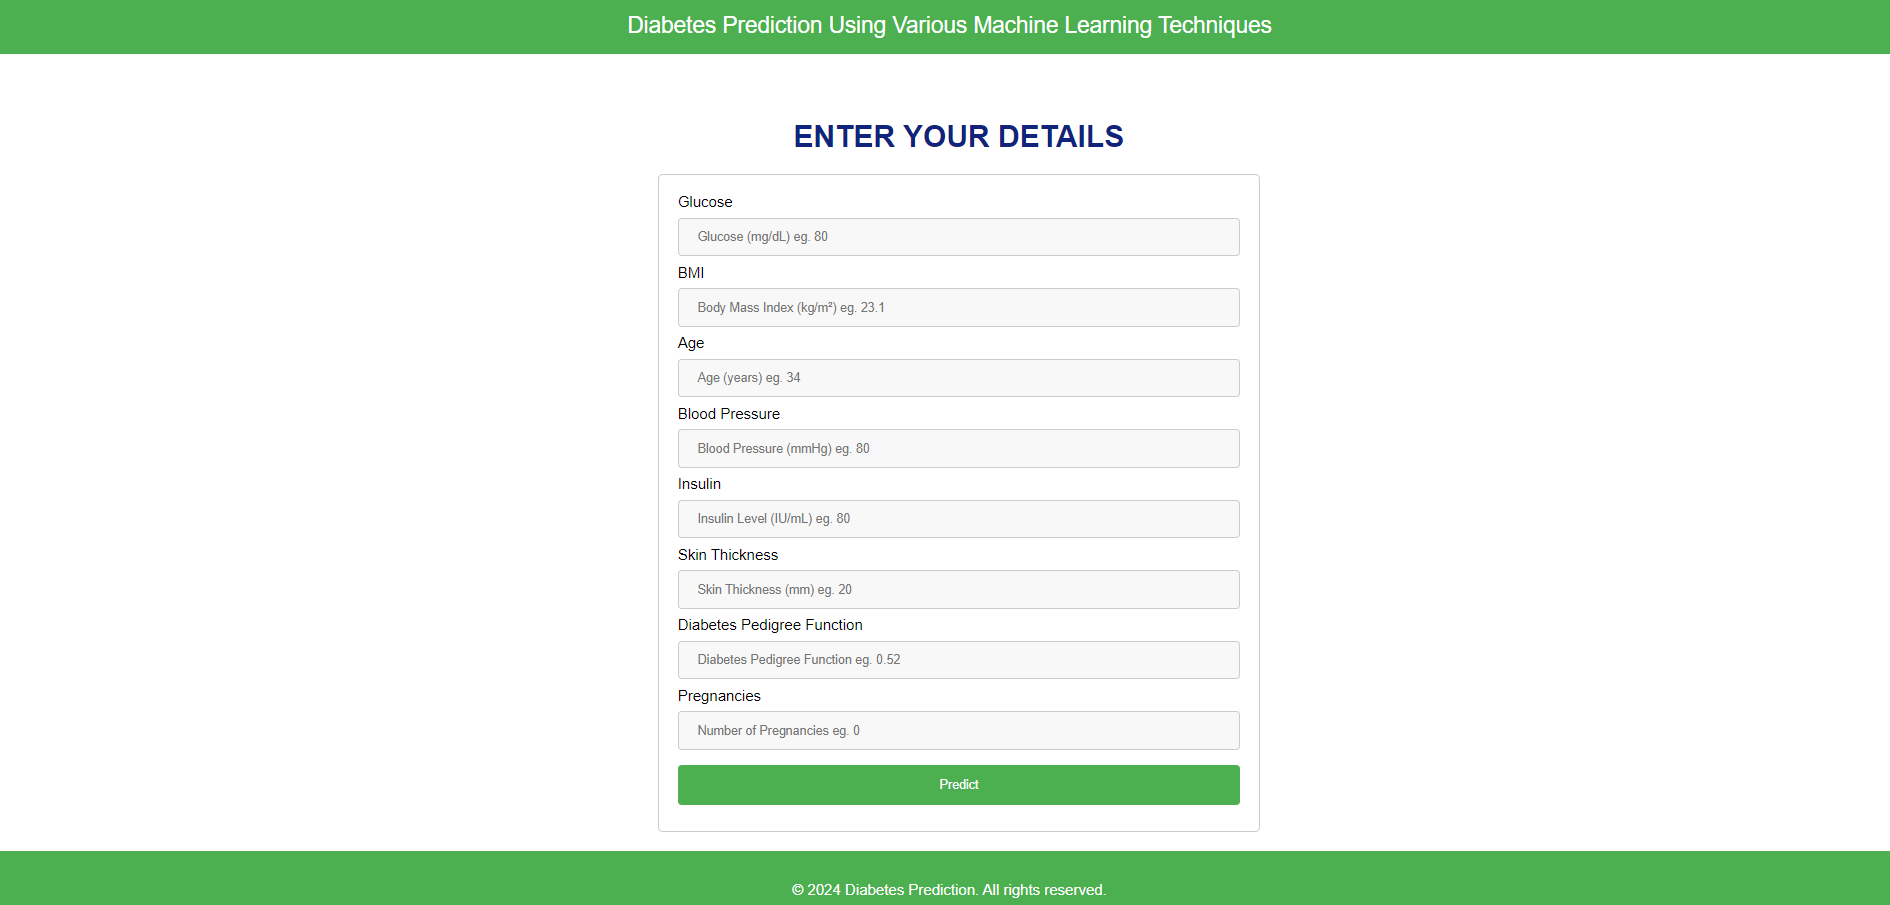 Diabetes Prediction Using Various Machine Learning Techniques
ENTER YOUR DETAILS
Glucose
Glucose (mg/dL) eg. 80
BMI
Body Mass Index (kg/m²) eg. 23.1
Age
Age (years) eg. 34
Blood Pressure
Blood Pressure (mmHg) eg. 80
Insulin
Insulin Level (IU/mL) eg. 80
Skin Thickness
Skin Thickness (mm) eg. 20
Diabetes Pedigree Function
Diabetes Pedigree Function eg. 0.52
Pregnancies
Number of Pregnancies eg. 0
Predict
© 2024 Diabetes Prediction. All rights reserved.